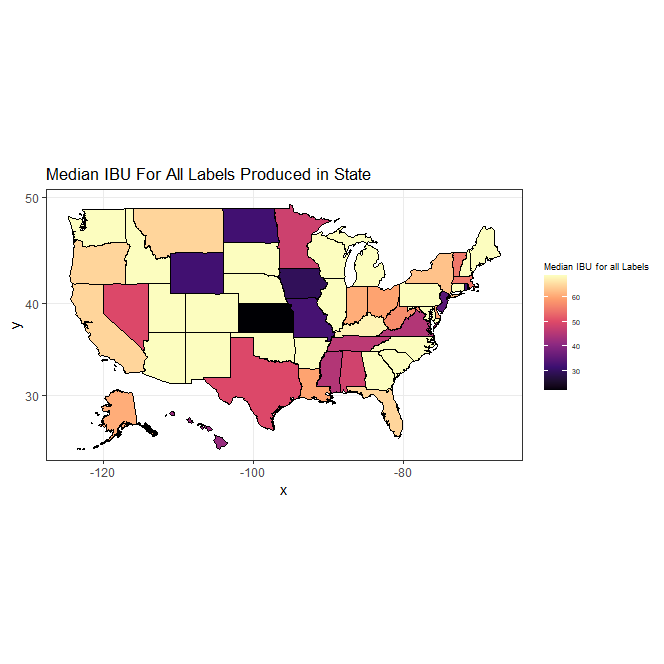 Median IBU For All Labels Produced in State
50
40
30
y
-120
-100
-80
x
Median IBU for all Labels
60
50
40
30